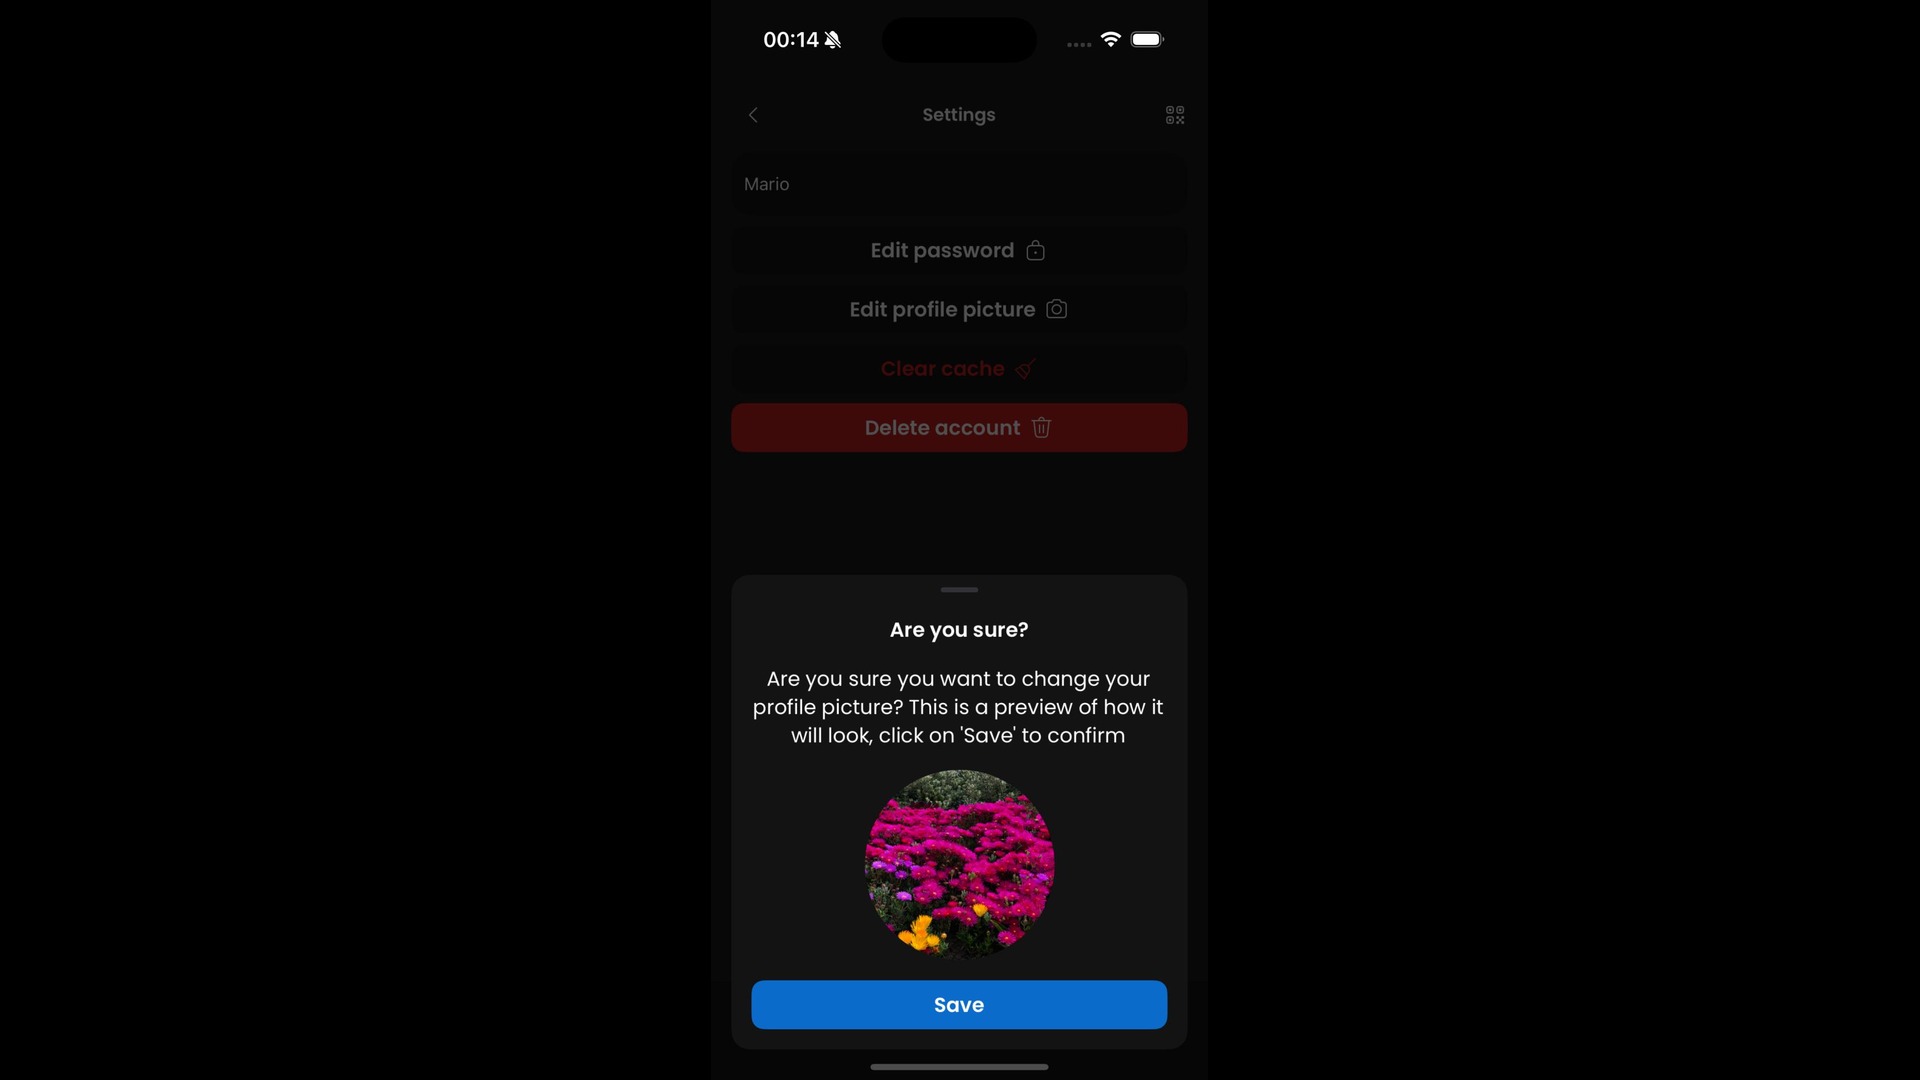 00:14
Settings
Mario
Edit password
Edit profile picture
Clear cache
Delete account
Are you sure?
Are you sure you want to change your
profile picture? This is a preview of how it
will look, click on 'Save' to confirm
Save